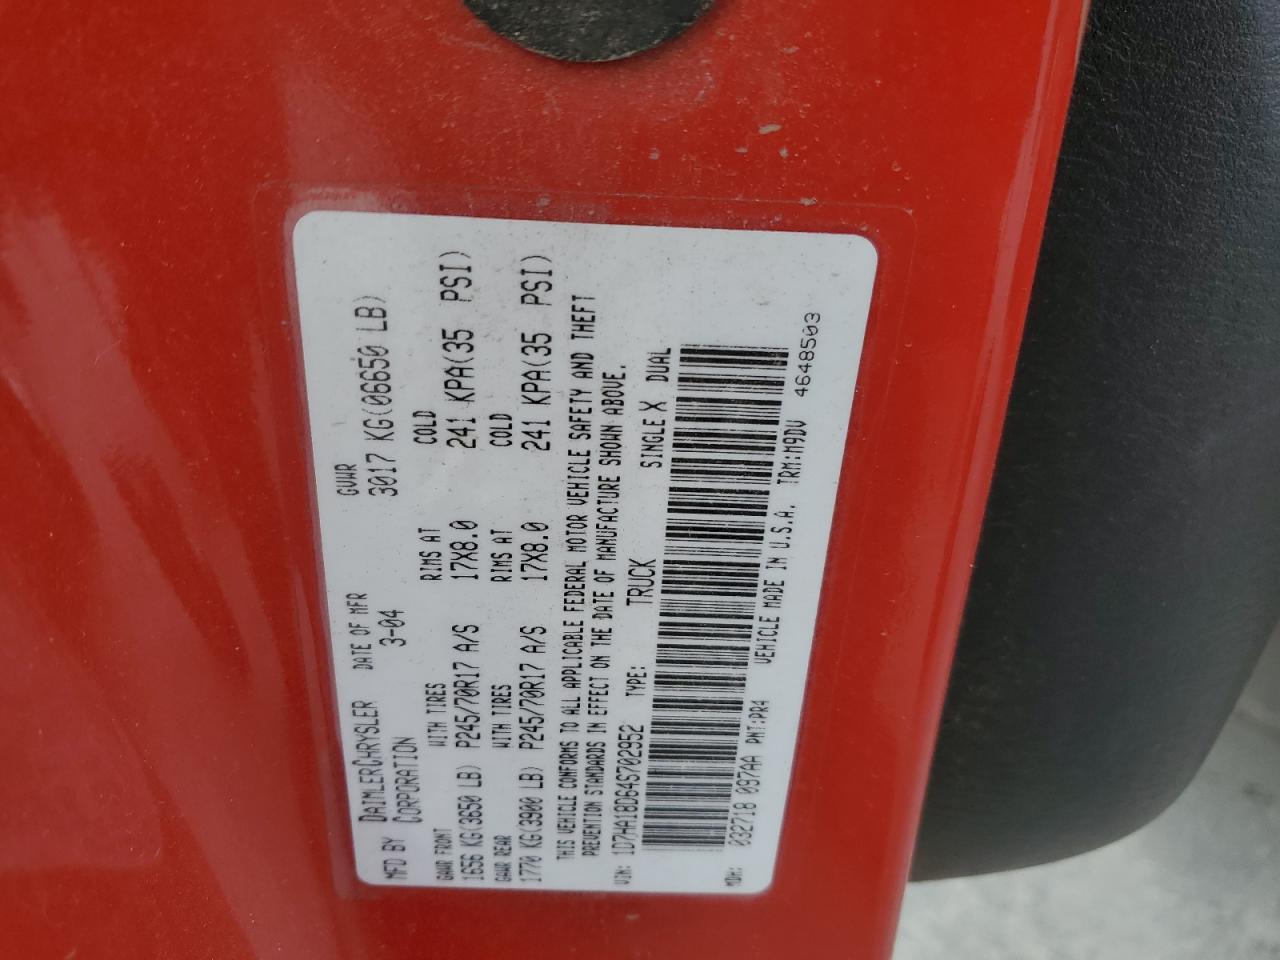 MFD BY DAIMLERCHRYSLER CORPORATION DATE OF MFR 3-04 GVWR 3017 KG(06650 LB)
GAWR FRONT WITH TIRES RIMS AT COLD
1656 KG(3650 LB) P245/70R17 A/S 17X8.0 241 KPA(35 PSI)
GAWR REAR WITH TIRES RIMS AT COLD
1770 KG(3900 LB) P245/70R17 A/S 17X8.0 241 KPA(35 PSI)
THIS VEHICLE CONFORMS TO ALL APPLICABLE FEDERAL MOTOR VEHICLE SAFETY AND THEFT
PREVENTION STANDARDS IN EFFECT ON THE DATE OF MANUFACTURE SHOWN ABOVE.
VIN: 1D7HA18D64S702952 TYPE: TRUCK SINGLE X DUAL
MDH: 032718 097AA PNT:PR4 VEHICLE MADE IN U.S.A. TRM:M9DV 4648503